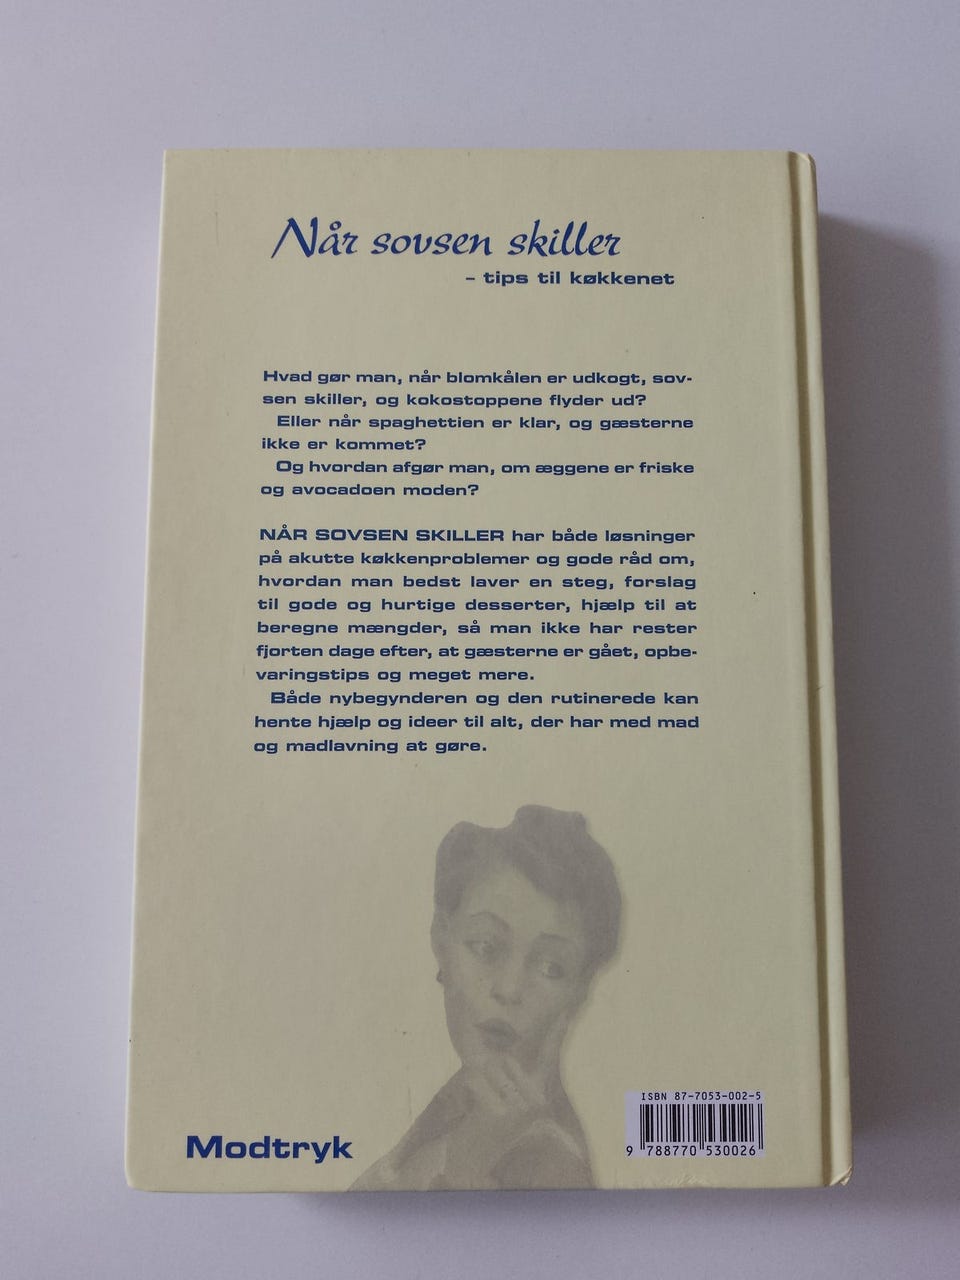 Når sovsen skiller
– tips til køkkenet
Hvad gør man, når blomkålen er udkogt, sov-
sen skiller, og kokostoppene flyder ud?
Eller når spaghettien er klar, og gæsterne
ikke er kommet?
Og hvordan afgør man, om æggene er friske
og avocadoen moden?
NÅR SOVSEN SKILLER har både løsninger
på akutte køkkenproblemer og gode råd om,
hvordan man bedst laver en steg, forslag
til gode og hurtige desserter, hjælp til at
beregne mængder, så man ikke har rester
fjorten dage efter, at gæsterne er gået, opbe-
varingstips og meget mere.
Både nybegynderen og den rutinerede kan
hente hjælp og ideer til alt, der har med mad
og madlavning at gøre.
ISBN 87-7053-002-5
9 788770 530026
Modtryk